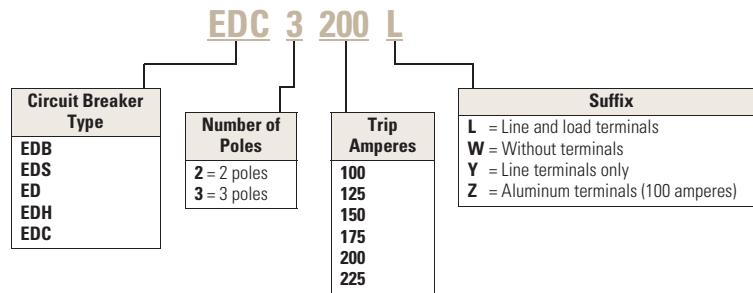 EDC 3 200 L
Circuit Breaker
Type
EDB
EDS
ED
EDH
EDC
Number of
Poles
2 = 2 poles
3 = 3 poles
Trip
Amperes
100
125
150
175
200
225
Suffix
L = Line and load terminals
W = Without terminals
Y = Line terminals only
Z = Aluminum terminals (100 amperes)